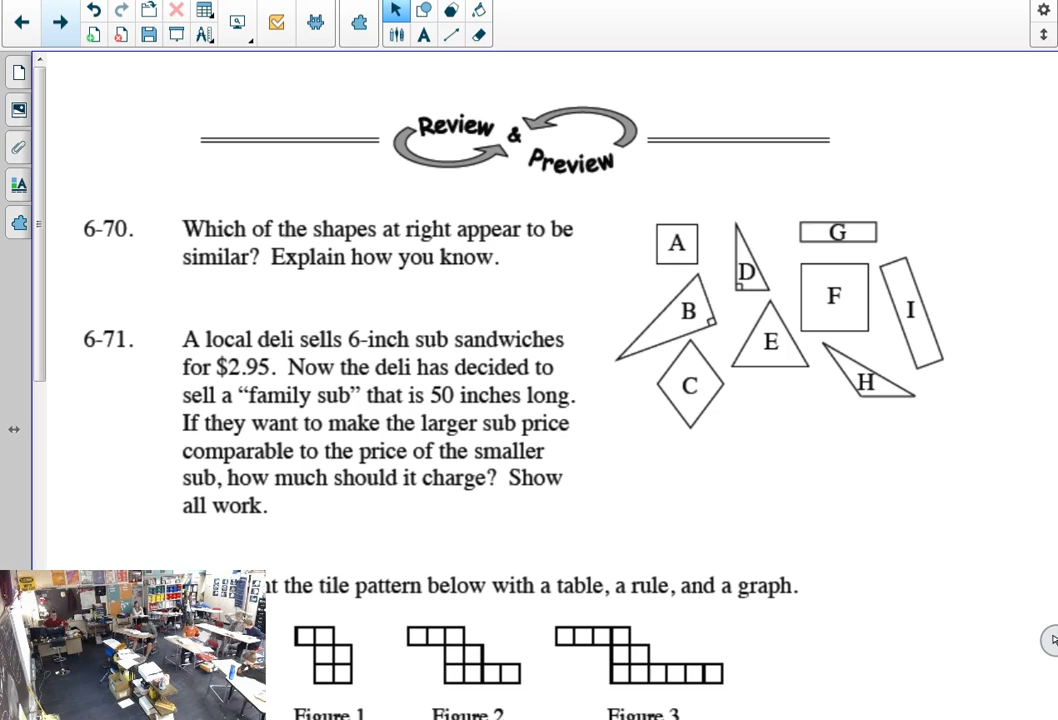 Review & Preview
6-70. Which of the shapes at right appear to be
similar? Explain how you know.
A
D
G
B
E
F
I
C
H
6-71. A local deli sells 6-inch sub sandwiches
for $2.95. Now the deli has decided to
sell a “family sub” that is 50 inches long.
If they want to make the larger sub price
comparable to the price of the smaller
sub, how much should it charge? Show
all work.
the tile pattern below with a table, a rule, and a graph.
Figure 1 Figure 2 Figure 3